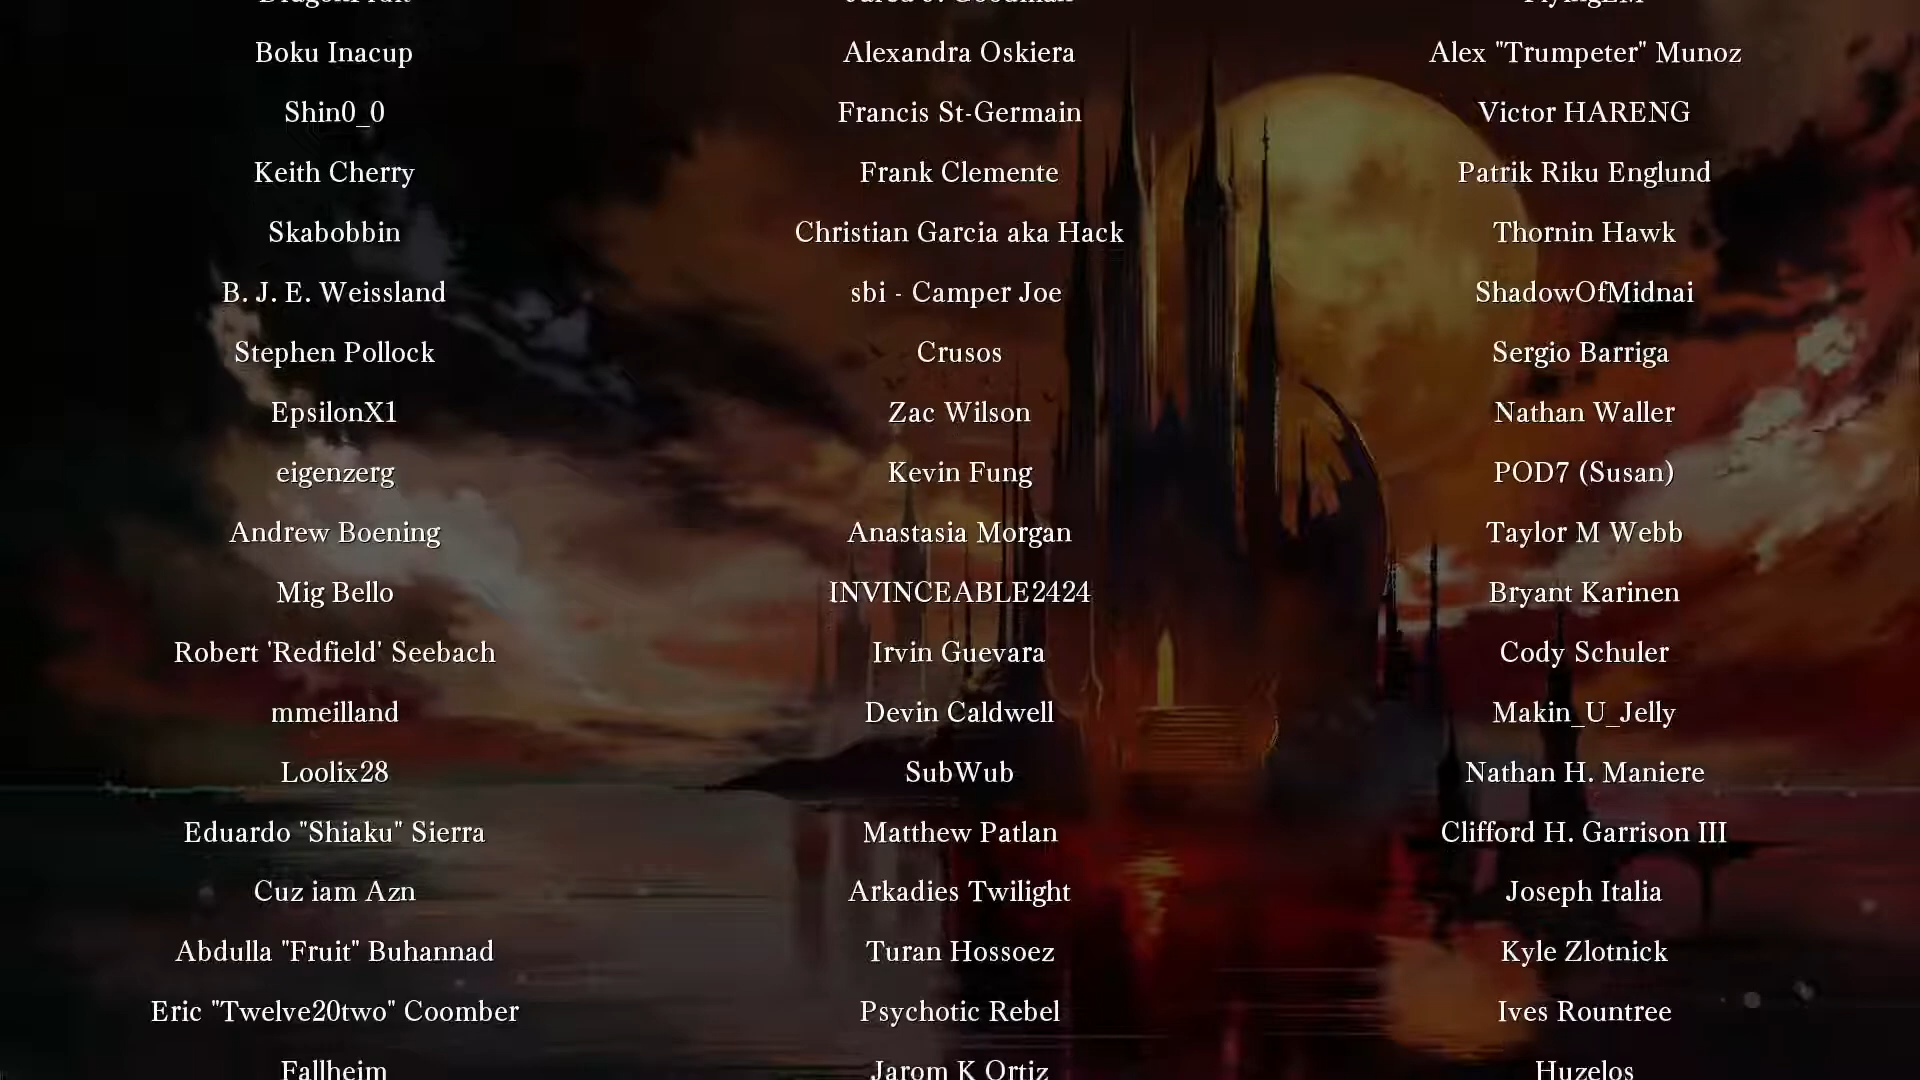 DragonFruit
Jared J. Goodman
FlyingEM
Boku Inacup
Alexandra Oskiera
Alex "Trumpeter" Munoz
Shin0_0
Francis St-Germain
Victor HARENG
Keith Cherry
Frank Clemente
Patrik Riku Englund
Skabobbin
Christian Garcia aka Hack
Thornin Hawk
B. J. E. Weissland
sbi - Camper Joe
ShadowOfMidnai
Stephen Pollock
Crusos
Sergio Barriga
EpsilonX1
Zac Wilson
Nathan Waller
eigenzerg
Kevin Fung
POD7 (Susan)
Andrew Boening
Anastasia Morgan
Taylor M Webb
Mig Bello
INVINCEABLE2424
Bryant Karinen
Robert 'Redfield' Seebach
Irvin Guevara
Cody Schuler
mmeilland
Devin Caldwell
Makin_U_Jelly
Loolix28
SubWub
Nathan H. Maniere
Eduardo "Shiaku" Sierra
Matthew Patlan
Clifford H. Garrison III
Cuz iam Azn
Arkadies Twilight
Joseph Italia
Abdulla "Fruit" Buhannad
Turan Hossoez
Kyle Zlotnick
Eric "Twelve20two" Coomber
Psychotic Rebel
Ives Rountree
Fallheim
Jarom K Ortiz
Huzelos